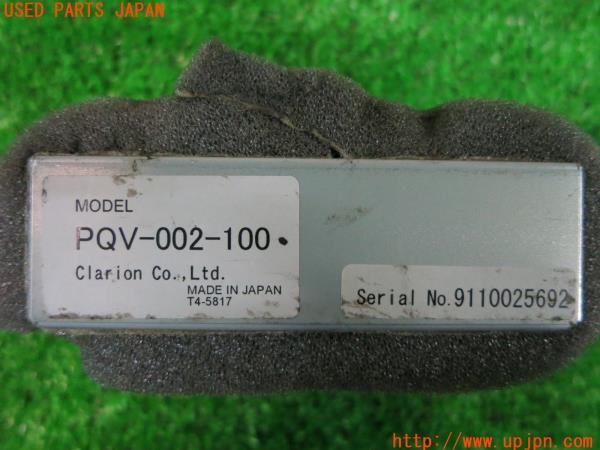 USED PARTS JAPAN
MODEL
PQV-002-100
Clarion Co.,Ltd.
MADE IN JAPAN
T4-5817
Serial No.9110025692
http://www.upjpn.com